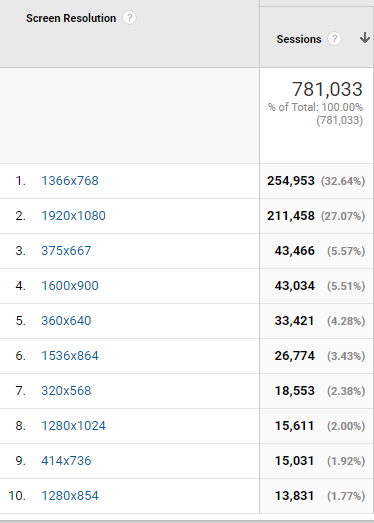 Screen Resolution ?
Sessions ?
781,033
% of Total: 100.00%
(781,033)
1. 1366x768 254,953 (32.64%)
2. 1920x1080 211,458 (27.07%)
3. 375x667 43,466 (5.57%)
4. 1600x900 43,034 (5.51%)
5. 360x640 33,421 (4.28%)
6. 1536x864 26,774 (3.43%)
7. 320x568 18,553 (2.38%)
8. 1280x1024 15,611 (2.00%)
9. 414x736 15,031 (1.92%)
10. 1280x854 13,831 (1.77%)